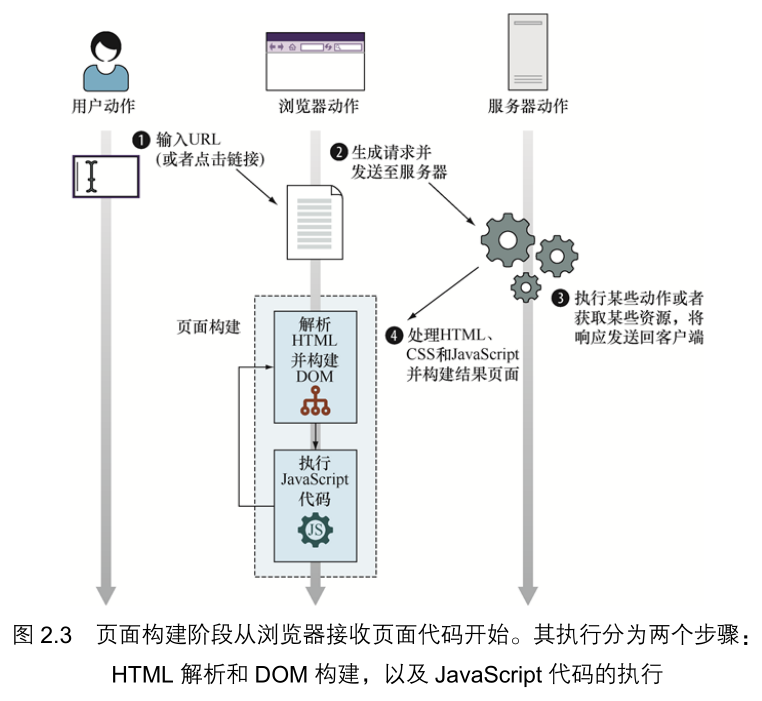 用户动作
浏览器动作
服务器动作
❶ 输入URL
(或者点击链接)
❷ 生成请求并
发送至服务器
❸ 执行某些动作或者
获取某些资源，将
响应发送回客户端
❹ 处理HTML、
CSS和JavaScript
并构建结果页面
页面构建
解析
HTML
并构建
DOM
执行
JavaScript
代码
JS
图 2.3 页面构建阶段从浏览器接收页面代码开始。其执行分为两个步骤：
HTML 解析和 DOM 构建，以及 JavaScript 代码的执行